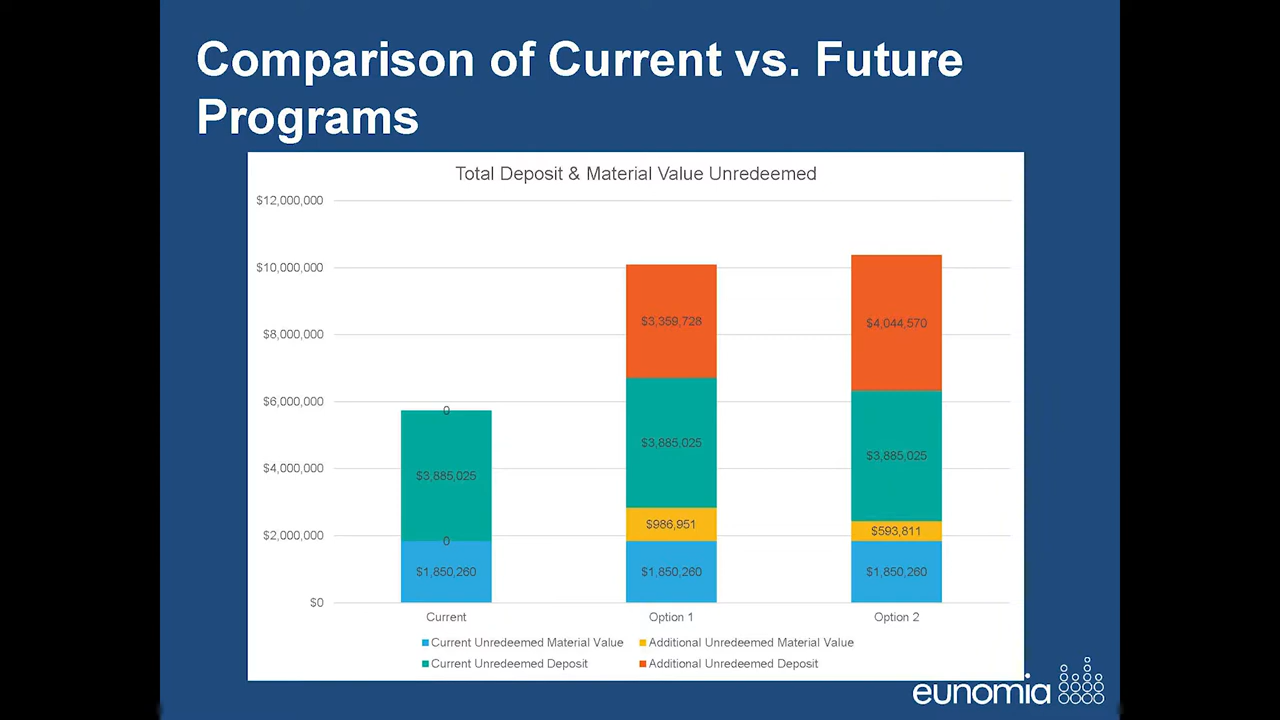 Comparison of Current vs. Future
Programs
Total Deposit & Material Value Unredeemed
$12,000,000
$10,000,000
$8,000,000
$6,000,000
$4,000,000
$2,000,000
$0
0
$3,885,025
0
$1,850,260
$3,359,728
$3,885,025
$986,951
$1,850,260
$4,044,570
$3,885,025
$593,811
$1,850,260
Current
Option 1
Option 2
Current Unredeemed Material Value
Additional Unredeemed Material Value
Current Unredeemed Deposit
Additional Unredeemed Deposit
eunomia